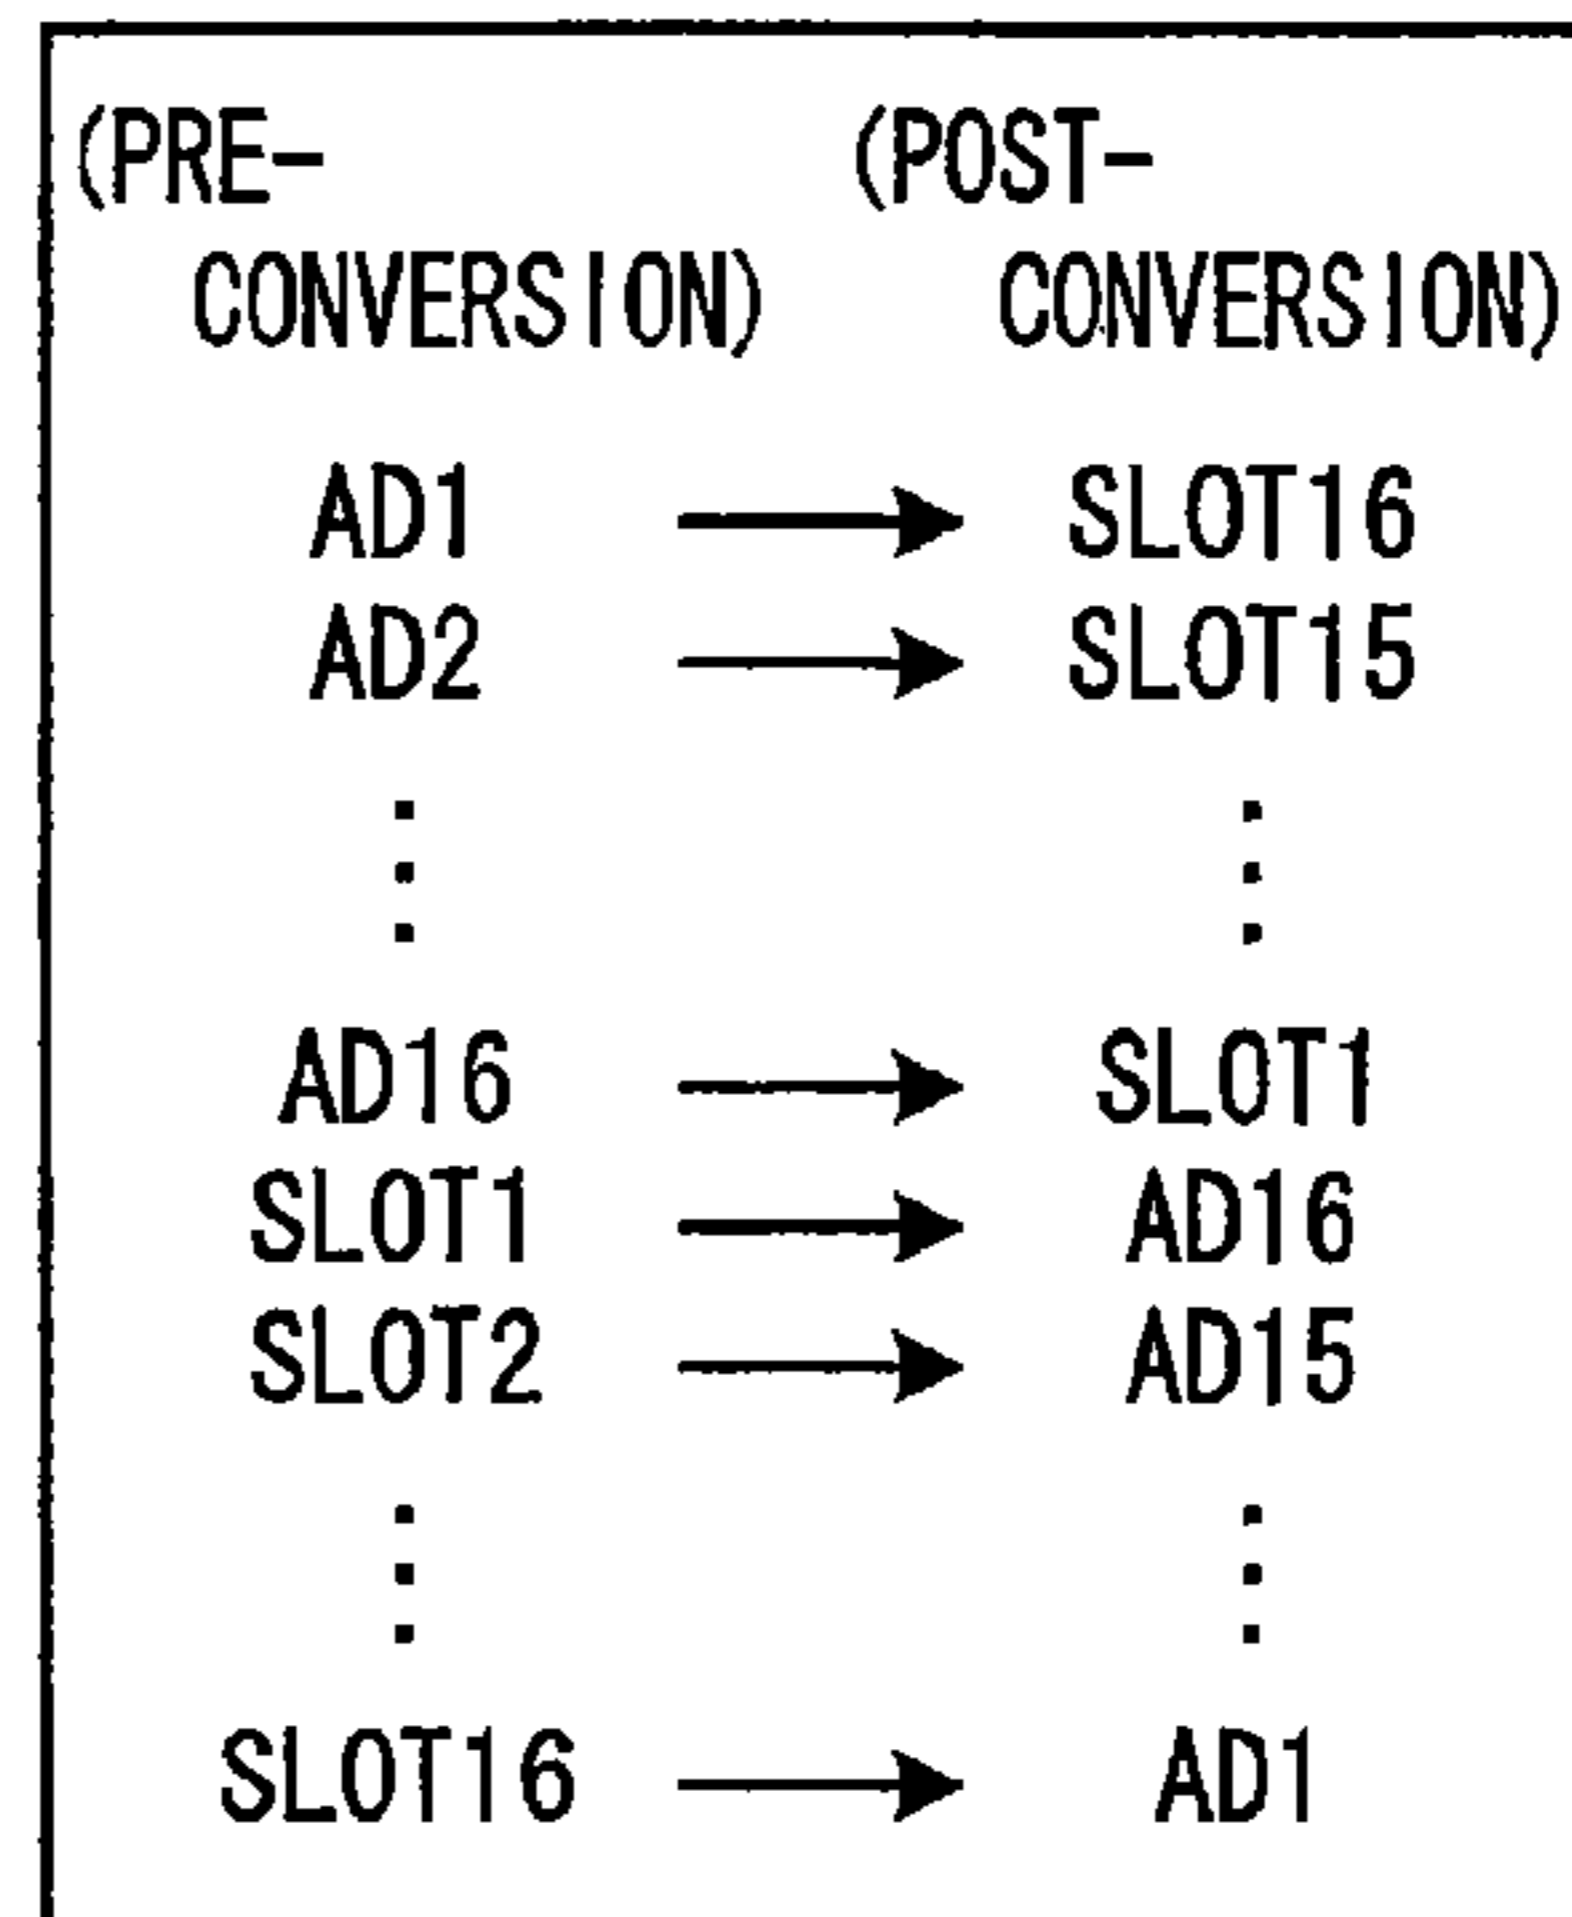 (PRE- (POST-
CONVERSION) CONVERSION)
AD1 → SLOT16
AD2 → SLOT15
⋮ ⋮
AD16 → SLOT1
SLOT1 → AD16
SLOT2 → AD15
⋮ ⋮
SLOT16 → AD1